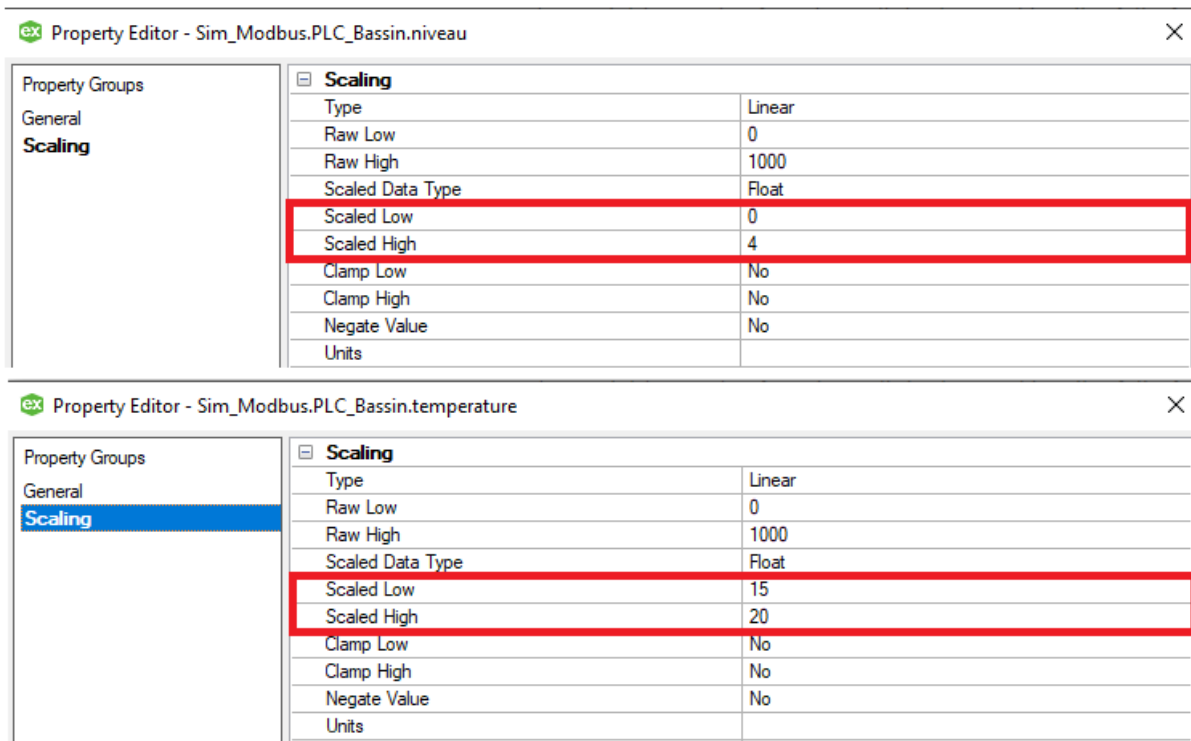 ex Property Editor - Sim_Modbus.PLC_Bassin.niveau
Property Groups
General
Scaling
Scaling
Type Linear
Raw Low 0
Raw High 1000
Scaled Data Type Float
Scaled Low 0
Scaled High 4
Clamp Low No
Clamp High No
Negate Value No
Units
ex Property Editor - Sim_Modbus.PLC_Bassin.temperature
Property Groups
General
Scaling
Scaling
Type Linear
Raw Low 0
Raw High 1000
Scaled Data Type Float
Scaled Low 15
Scaled High 20
Clamp Low No
Clamp High No
Negate Value No
Units